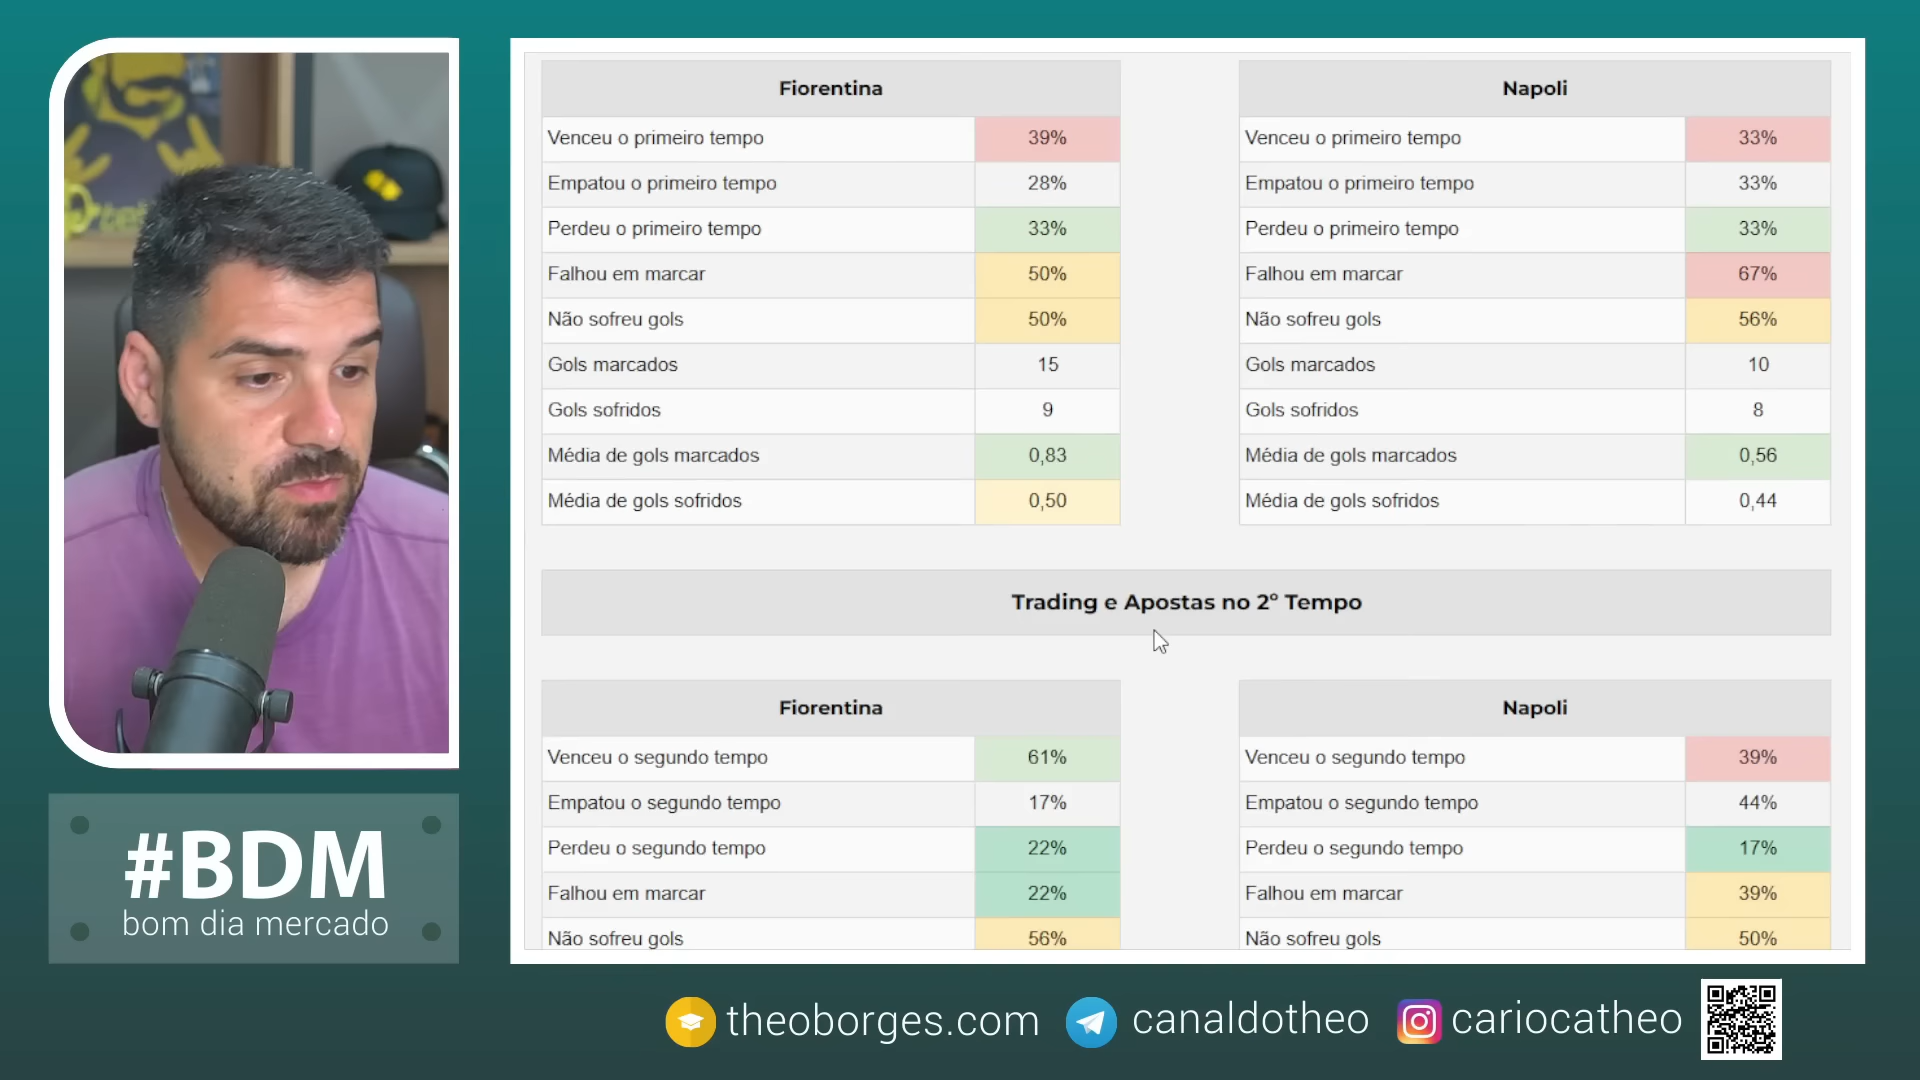 Fiorentina
Venceu o primeiro tempo 39%
Empatou o primeiro tempo 28%
Perdeu o primeiro tempo 33%
Falhou em marcar 50%
Não sofreu gols 50%
Gols marcados 15
Gols sofridos 9
Média de gols marcados 0,83
Média de gols sofridos 0,50
Napoli
Venceu o primeiro tempo 33%
Empatou o primeiro tempo 33%
Perdeu o primeiro tempo 33%
Falhou em marcar 67%
Não sofreu gols 56%
Gols marcados 10
Gols sofridos 8
Média de gols marcados 0,56
Média de gols sofridos 0,44
Trading e Apostas no 2º Tempo
Fiorentina
Venceu o segundo tempo 61%
Empatou o segundo tempo 17%
Perdeu o segundo tempo 22%
Falhou em marcar 22%
Não sofreu gols 56%
Napoli
Venceu o segundo tempo 39%
Empatou o segundo tempo 44%
Perdeu o segundo tempo 17%
Falhou em marcar 39%
Não sofreu gols 50%
#BDM
bom dia mercado
theoborges.com
canaldotheo
cariocatheo